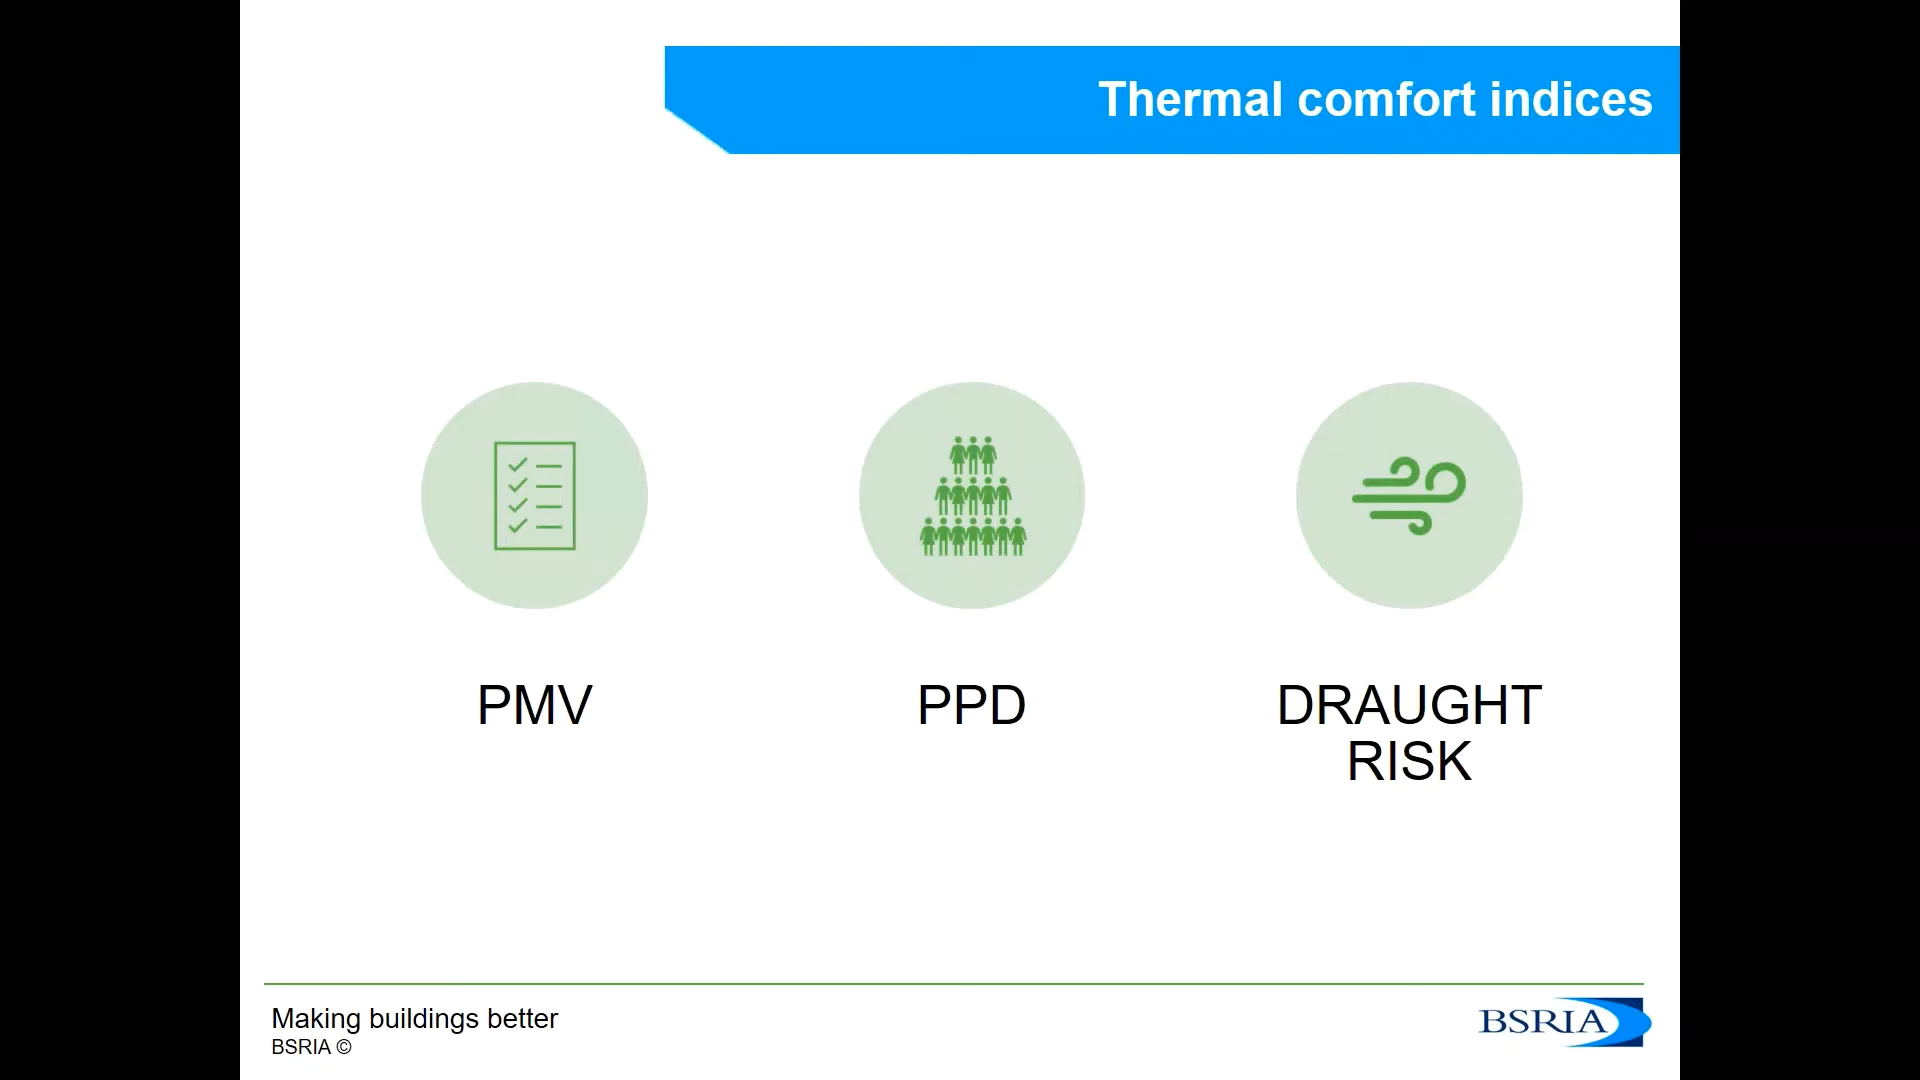 Thermal comfort indices
PMV
PPD
DRAUGHT
RISK
Making buildings better
BSRIA ©
BSRIA